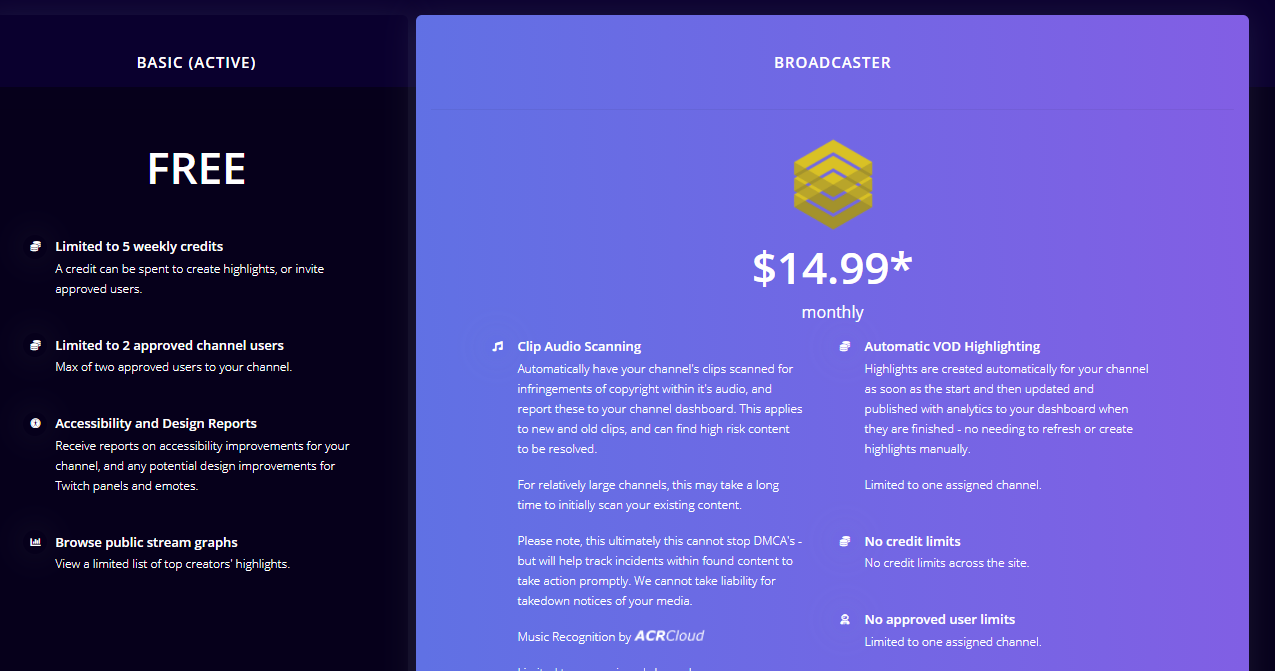 BASIC (ACTIVE)
FREE
Limited to 5 weekly credits
A credit can be spent to create highlights, or invite
approved users.
Limited to 2 approved channel users
Max of two approved users to your channel.
Accessibility and Design Reports
Receive reports on accessibility improvements for your
channel, and any potential design improvements for
Twitch panels and emotes.
Browse public stream graphs
View a limited list of top creators' highlights.
BROADCASTER
$14.99*
monthly
Clip Audio Scanning
Automatically have your channel's clips scanned for
infringements of copyright within it's audio, and
report these to your channel dashboard. This applies
to new and old clips, and can find high risk content
to be resolved.
For relatively large channels, this may take a long
time to initially scan your existing content.
Please note, this ultimately this cannot stop DMCA's -
but will help track incidents within found content to
take action promptly. We cannot take liability for
takedown notices of your media.
Music Recognition by ACRCloud
Automatic VOD Highlighting
Highlights are created automatically for your channel
as soon as the start and then updated and
published with analytics to your dashboard when
they are finished - no needing to refresh or create
highlights manually.
Limited to one assigned channel.
No credit limits
No credit limits across the site.
No approved user limits
Limited to one assigned channel.